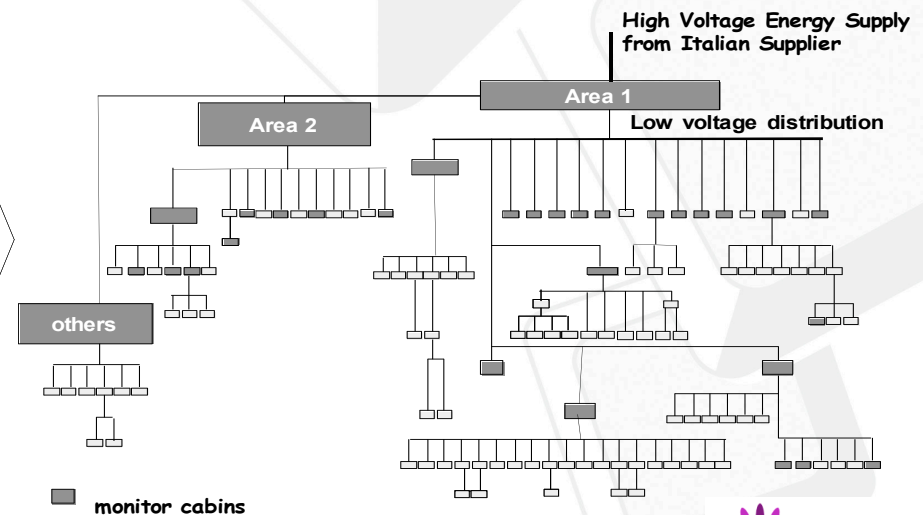 High Voltage Energy Supply
from Italian Supplier
Area 1
Area 2
Low voltage distribution
others
monitor cabins